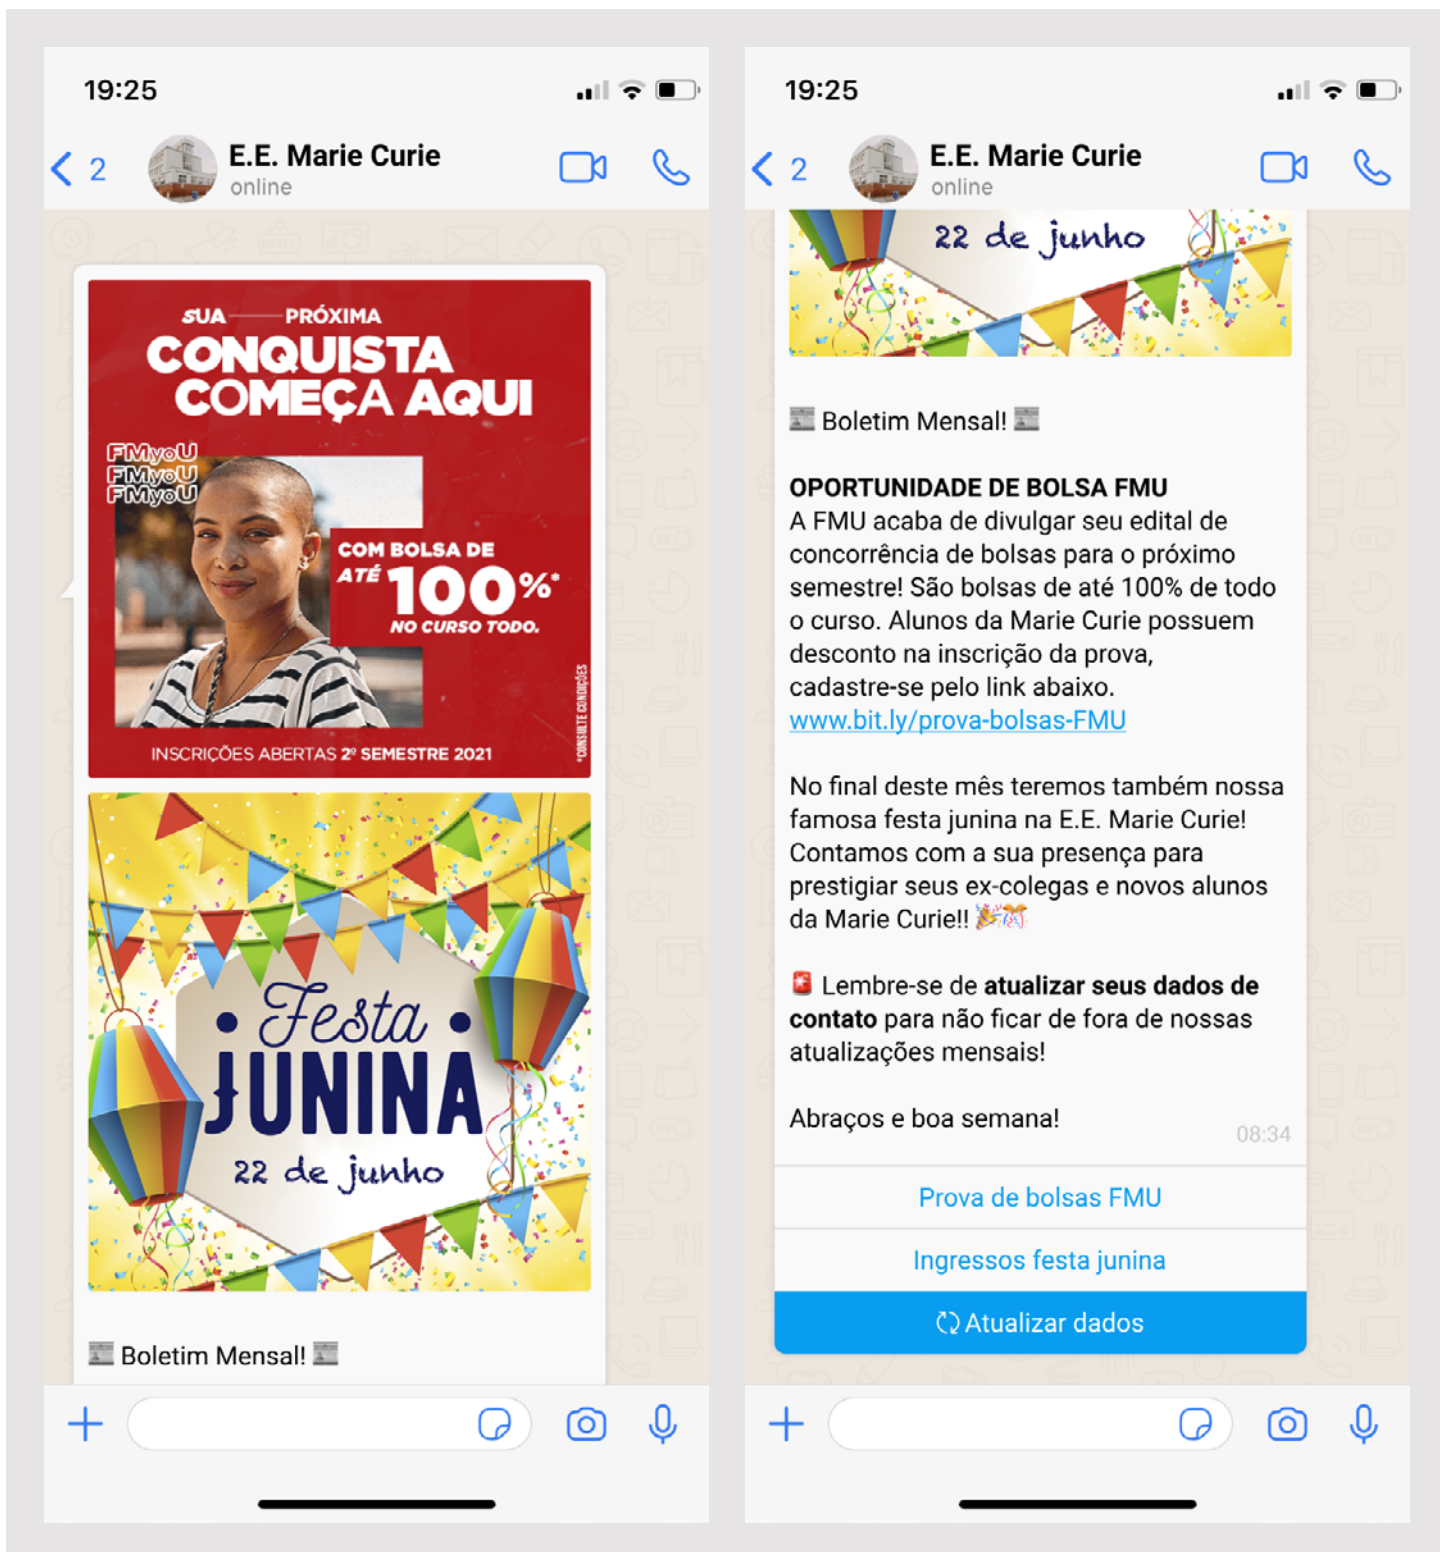 19:25
2
E.E. Marie Curie
online
SUA PRÓXIMA
CONQUISTA
COMEÇA AQUI
FMyoU
FMyoU
FMyoU
COM BOLSA DE
ATÉ 100%*
NO CURSO TODO.
*CONSULTE CONDIÇÕES
INSCRIÇÕES ABERTAS 2º SEMESTRE 2021
• Festa •
JUNINA
22 de junho
Boletim Mensal!
19:25
2
E.E. Marie Curie
online
22 de junho
Boletim Mensal!
OPORTUNIDADE DE BOLSA FMU
A FMU acaba de divulgar seu edital de
concorrência de bolsas para o próximo
semestre! São bolsas de até 100% de todo
o curso. Alunos da Marie Curie possuem
desconto na inscrição da prova,
cadastre-se pelo link abaixo.
www.bit.ly/prova-bolsas-FMU
No final deste mês teremos também nossa
famosa festa junina na E.E. Marie Curie!
Contamos com a sua presença para
prestigiar seus ex-colegas e novos alunos
da Marie Curie!! 🎉🎊
🚨 Lembre-se de atualizar seus dados de
contato para não ficar de fora de nossas
atualizações mensais!
Abraços e boa semana!
08:34
Prova de bolsas FMU
Ingressos festa junina
Atualizar dados